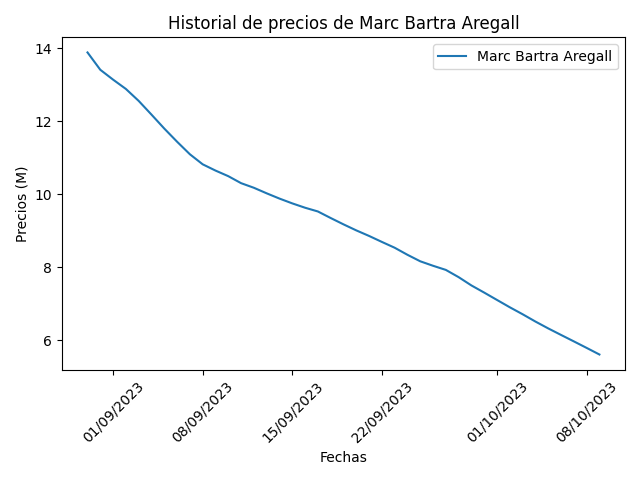 Historial de precios de Marc Bartra Aregall
Marc Bartra Aregall
Precios (M)
14
12
10
8
6
01/09/2023
08/09/2023
15/09/2023
22/09/2023
01/10/2023
08/10/2023
Fechas